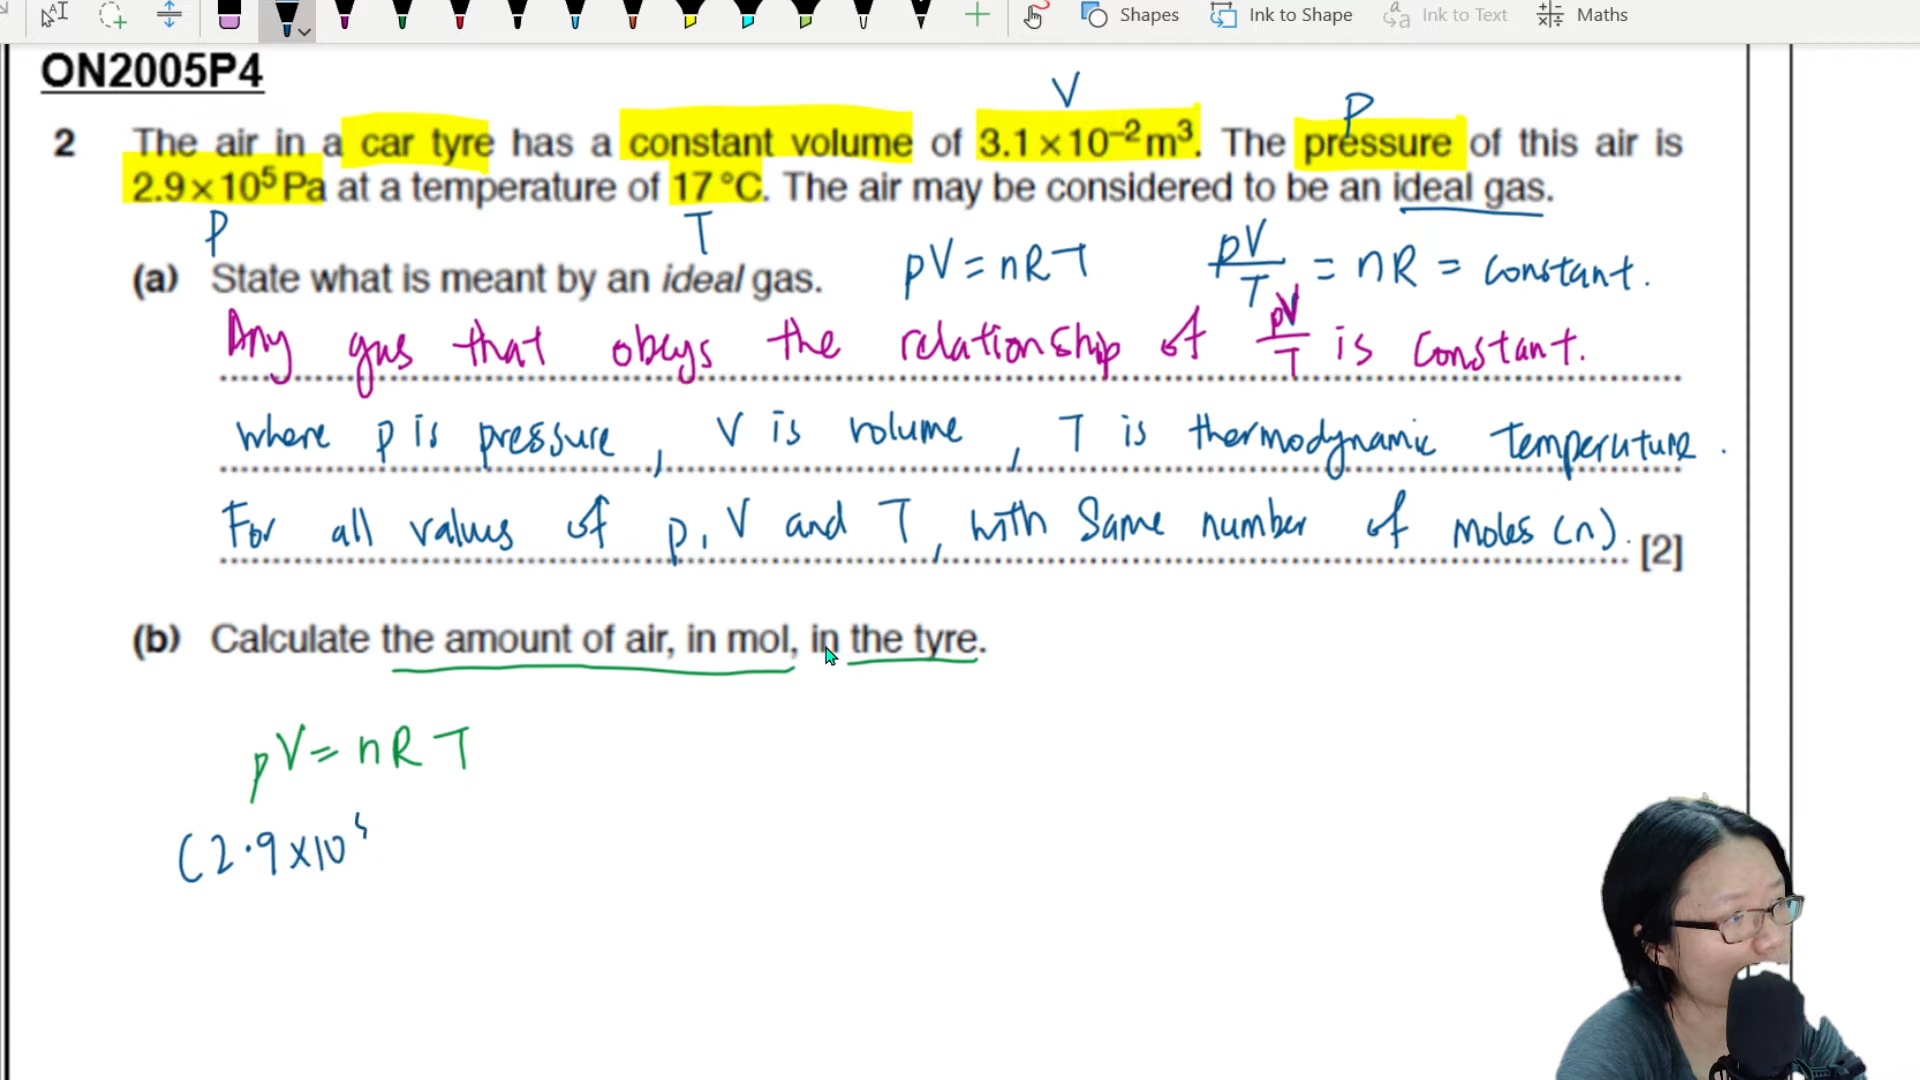 Shapes Ink to Shape Ink to Text Maths
ON2005P4
V
P
2 The air in a car tyre has a constant volume of 3.1 × 10⁻² m³. The pressure of this air is
2.9 × 10⁵ Pa at a temperature of 17 °C. The air may be considered to be an ideal gas.
P T
(a) State what is meant by an ideal gas. pV = nRT pV/T = nR = constant.
Any gas that obeys the relationship of pV/T is constant.
where p is pressure, V is volume, T is thermodynamic temperature.
For all values of p, V and T, with same number of moles (n). [2]
(b) Calculate the amount of air, in mol, in the tyre.
pV = nRT
(2.9×10⁵